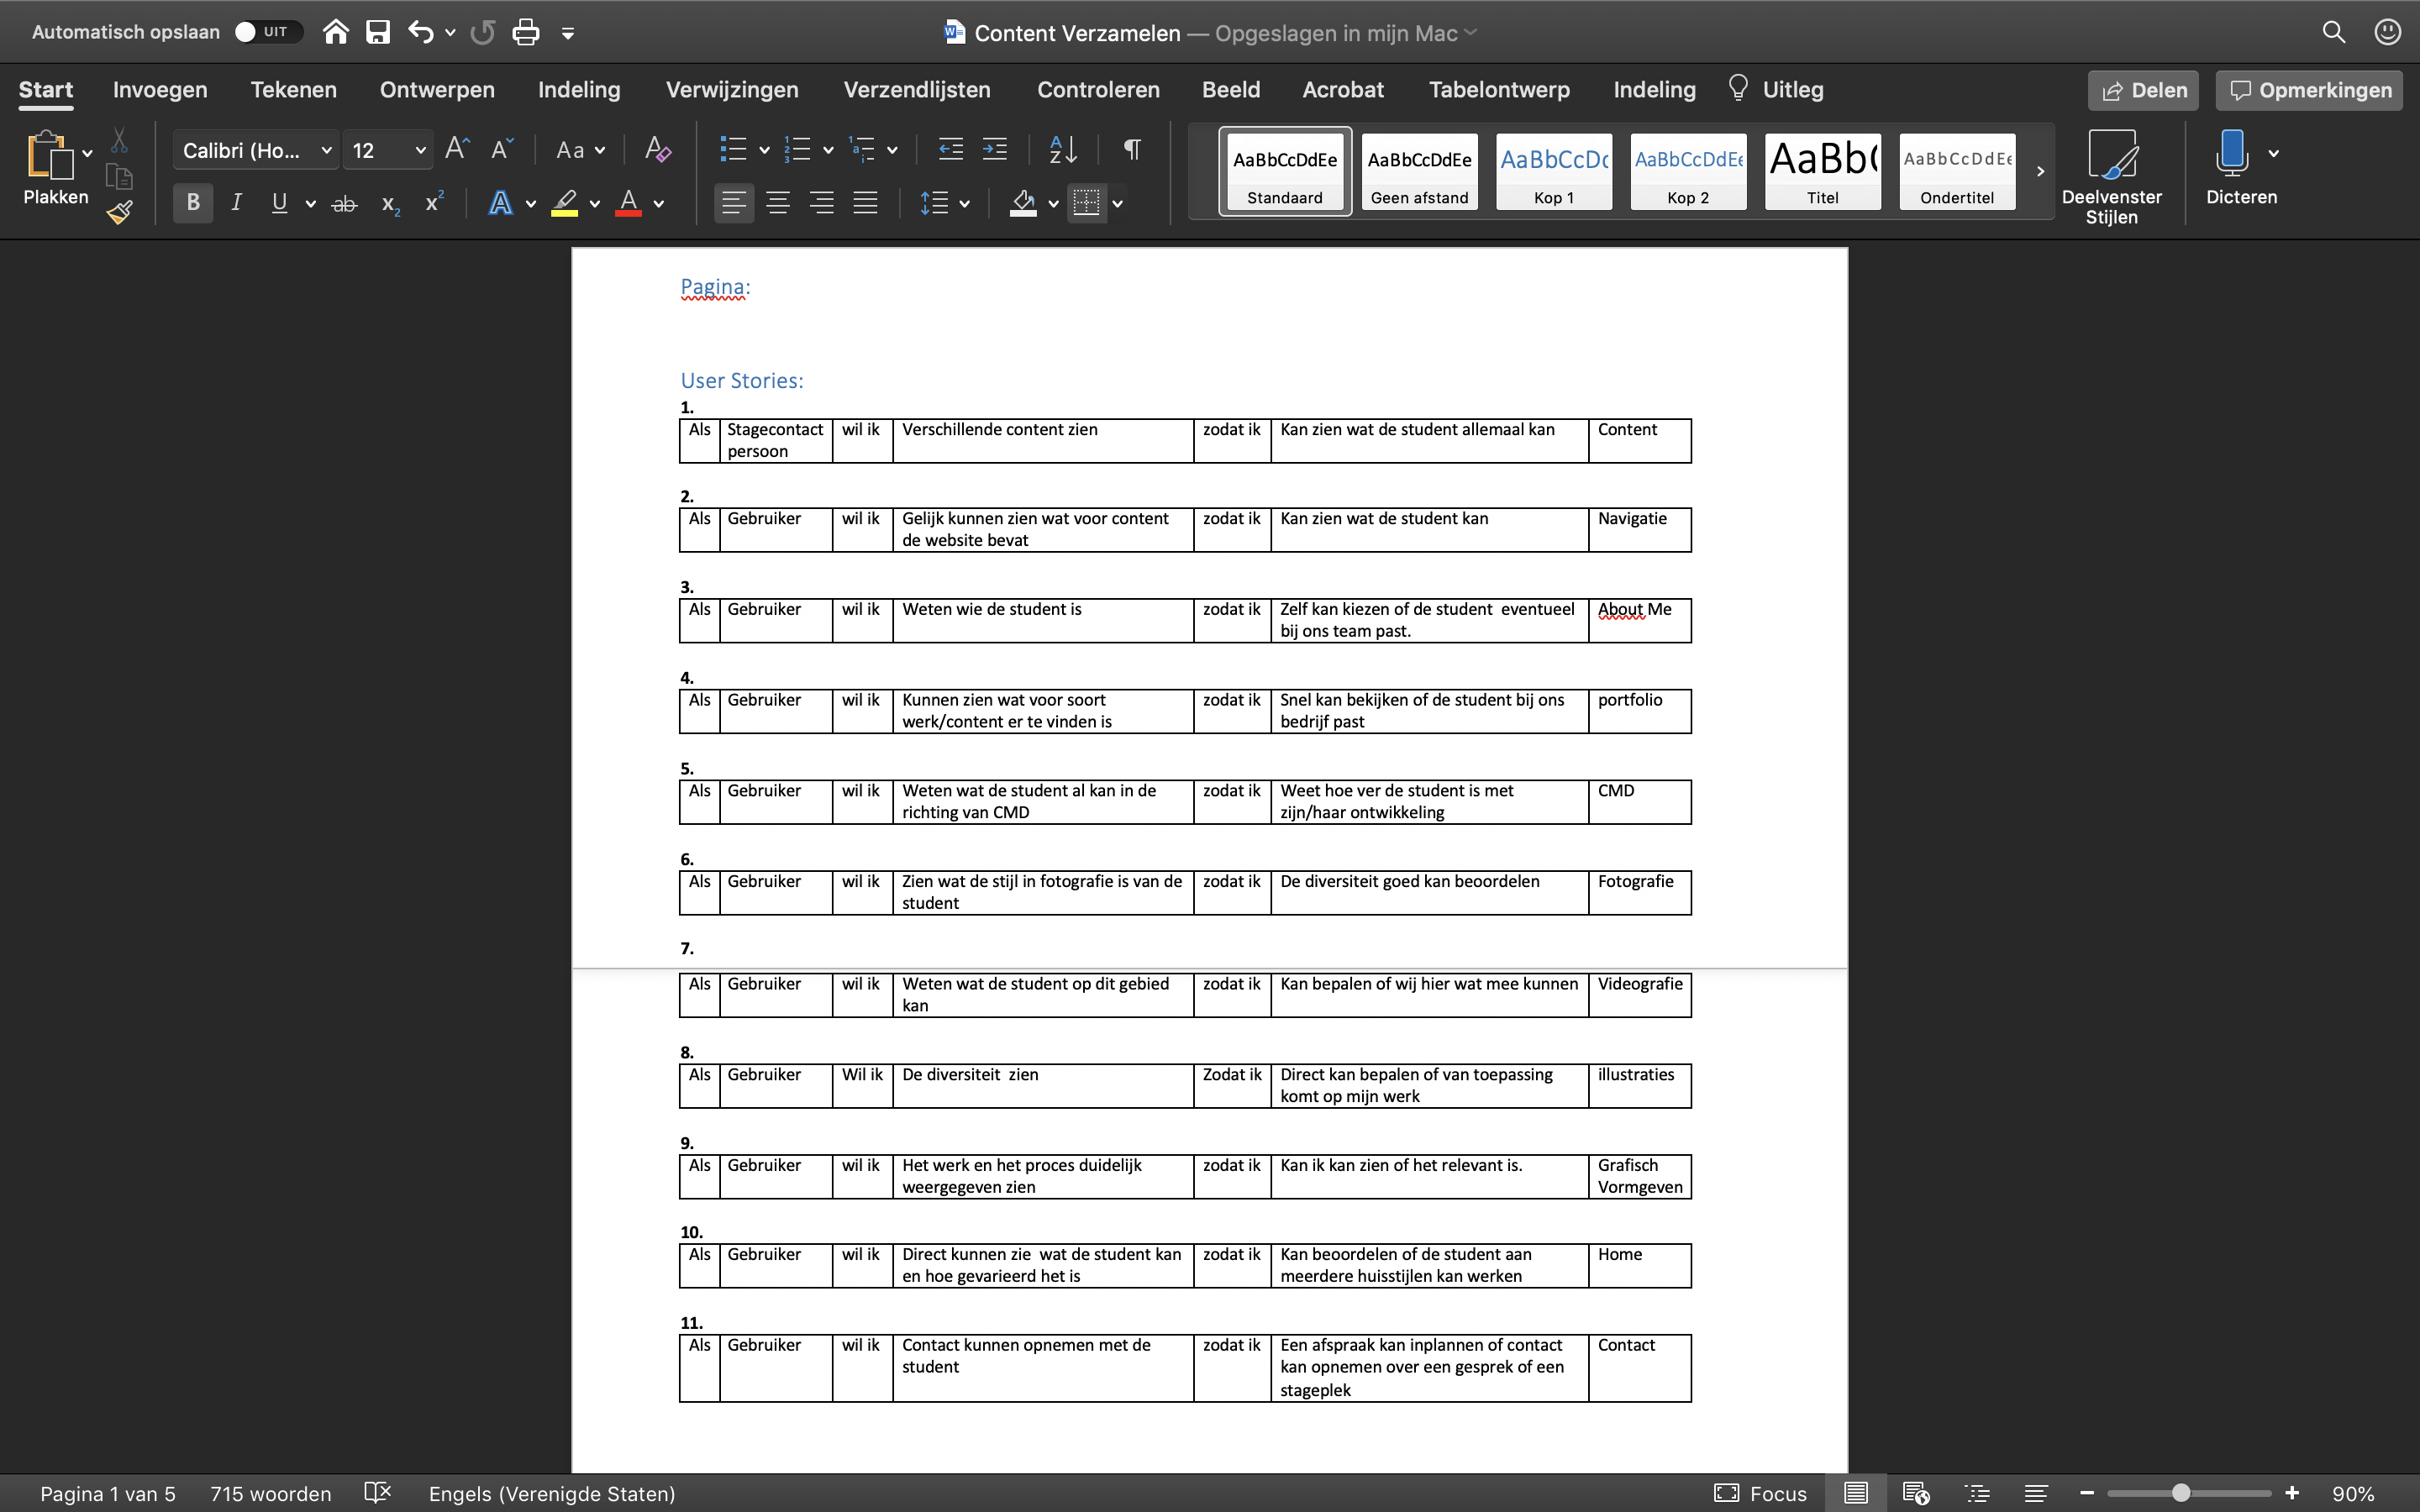 Automatisch opslaan UIT Content Verzamelen — Opgeslagen in mijn Mac
Start Invoegen Tekenen Ontwerpen Indeling Verwijzingen Verzendlijsten Controleren Beeld Acrobat Tabelontwerp Indeling Uitleg Delen Opmerkingen
Plakken Calibri (Ho... 12
AaBbCcDdEe Standaard
AaBbCcDdEe Geen afstand
AaBbCcDc Kop 1
AaBbCcDdEe Kop 2
AaBb( Titel
AaBbCcDdEe Ondertitel
Deelvenster Stijlen
Dicteren
Pagina:
User Stories:
1.
Als Stagecontact wil ik Verschillende content zien zodat ik Kan zien wat de student allemaal kan Content
persoon
2.
Als Gebruiker wil ik Gelijk kunnen zien wat voor content zodat ik Kan zien wat de student kan Navigatie
de website bevat
3.
Als Gebruiker wil ik Weten wie de student is zodat ik Zelf kan kiezen of de student  eventueel About Me
bij ons team past.
4.
Als Gebruiker wil ik Kunnen zien wat voor soort zodat ik Snel kan bekijken of de student bij ons portfolio
werk/content er te vinden is bedrijf past
5.
Als Gebruiker wil ik Weten wat de student al kan in de zodat ik Weet hoe ver de student is met CMD
richting van CMD zijn/haar ontwikkeling
6.
Als Gebruiker wil ik Zien wat de stijl in fotografie is van de zodat ik De diversiteit goed kan beoordelen Fotografie
student
7.
Als Gebruiker wil ik Weten wat de student op dit gebied zodat ik Kan bepalen of wij hier wat mee kunnen Videografie
kan
8.
Als Gebruiker Wil ik De diversiteit  zien Zodat ik Direct kan bepalen of van toepassing illustraties
komt op mijn werk
9.
Als Gebruiker wil ik Het werk en het proces duidelijk zodat ik Kan ik kan zien of het relevant is. Grafisch
weergegeven zien Vormgeven
10.
Als Gebruiker wil ik Direct kunnen zie  wat de student kan zodat ik Kan beoordelen of de student aan Home
en hoe gevarieerd het is meerdere huisstijlen kan werken
11.
Als Gebruiker wil ik Contact kunnen opnemen met de zodat ik Een afspraak kan inplannen of contact Contact
student kan opnemen over een gesprek of een
stageplek
Pagina 1 van 5 715 woorden Engels (Verenigde Staten) Focus 90%